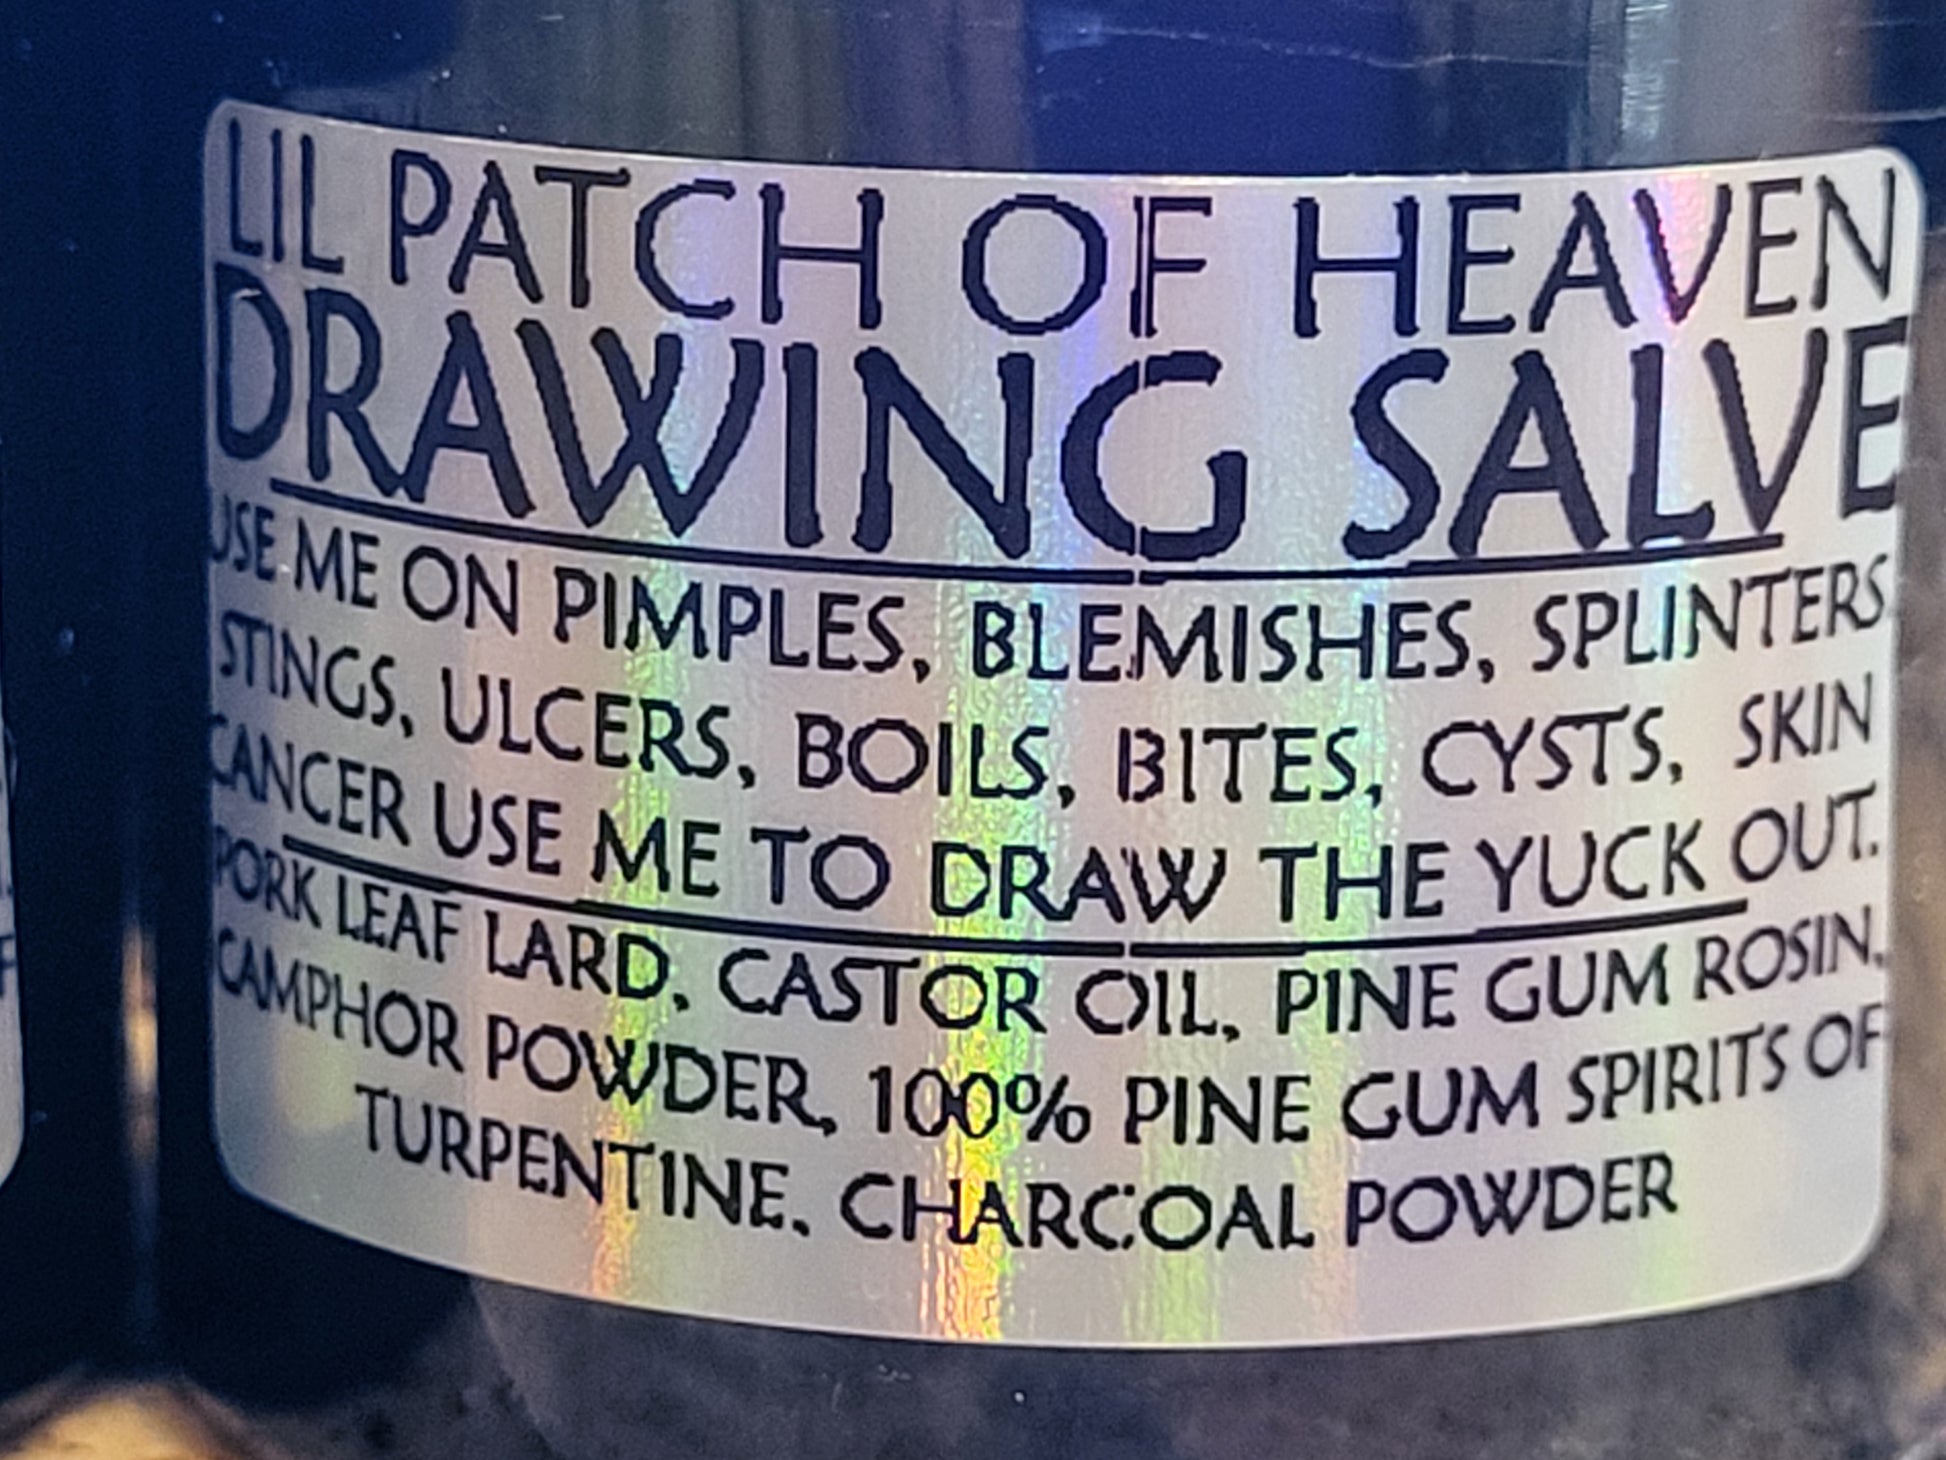 LIL PATCH OF HEAVEN
DRAWING SALVE
USE ME ON PIMPLES, BLEMISHES, SPLINTERS
STINGS, ULCERS, BOILS, BITES, CYSTS, SKIN
CANCER USE ME TO DRAW THE YUCK OUT.
PORK LEAF LARD, CASTOR OIL, PINE GUM ROSIN,
CAMPHOR POWDER, 100% PINE GUM SPIRITS OF
TURPENTINE, CHARCOAL POWDER